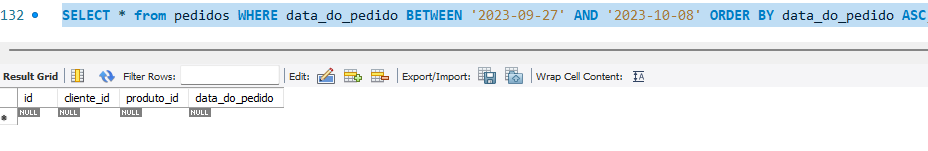 132 SELECT * from pedidos WHERE data_do_pedido BETWEEN '2023-09-27' AND '2023-10-08' ORDER BY data_do_pedido ASC
Result Grid Filter Rows: Edit: Export/Import: Wrap Cell Content:
id cliente_id produto_id data_do_pedido
* NULL NULL NULL NULL